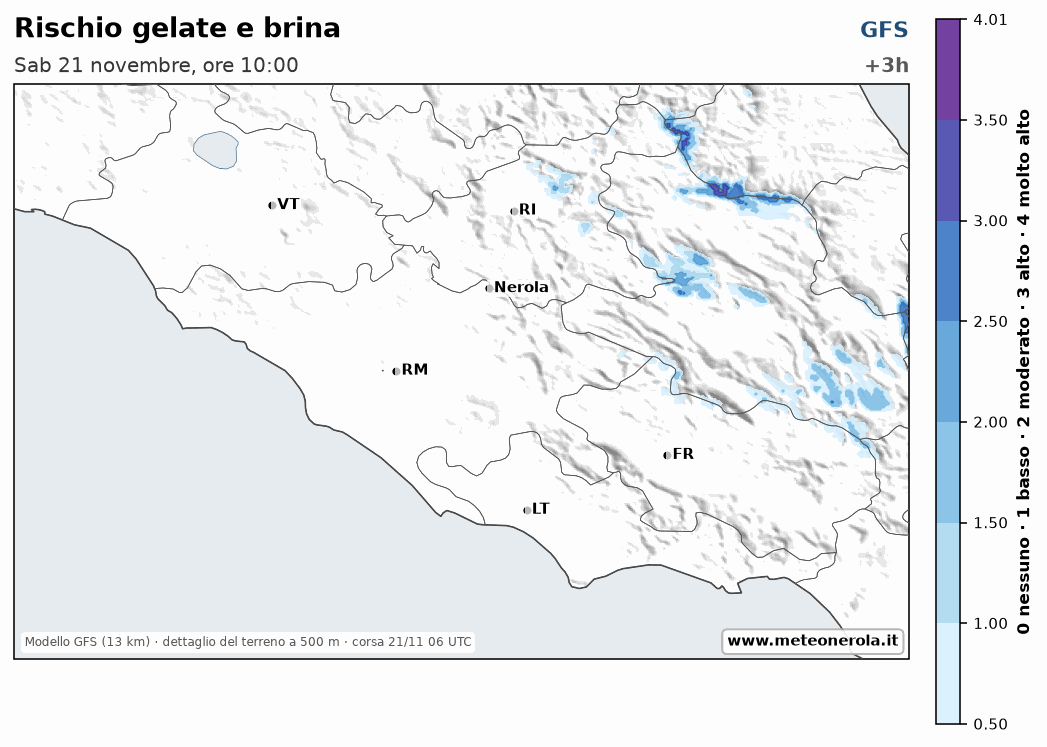 Rischio gelate e brina
GFS
Sab 21 novembre, ore 10:00
+3h
VT
RI
Nerola
RM
FR
LT
Modello GFS (13 km) · dettaglio del terreno a 500 m · corsa 21/11 06 UTC
www.meteonerola.it
4.01
3.50
3.00
2.50
2.00
1.50
1.00
0.50
0 nessuno · 1 basso · 2 moderato · 3 alto · 4 molto alto